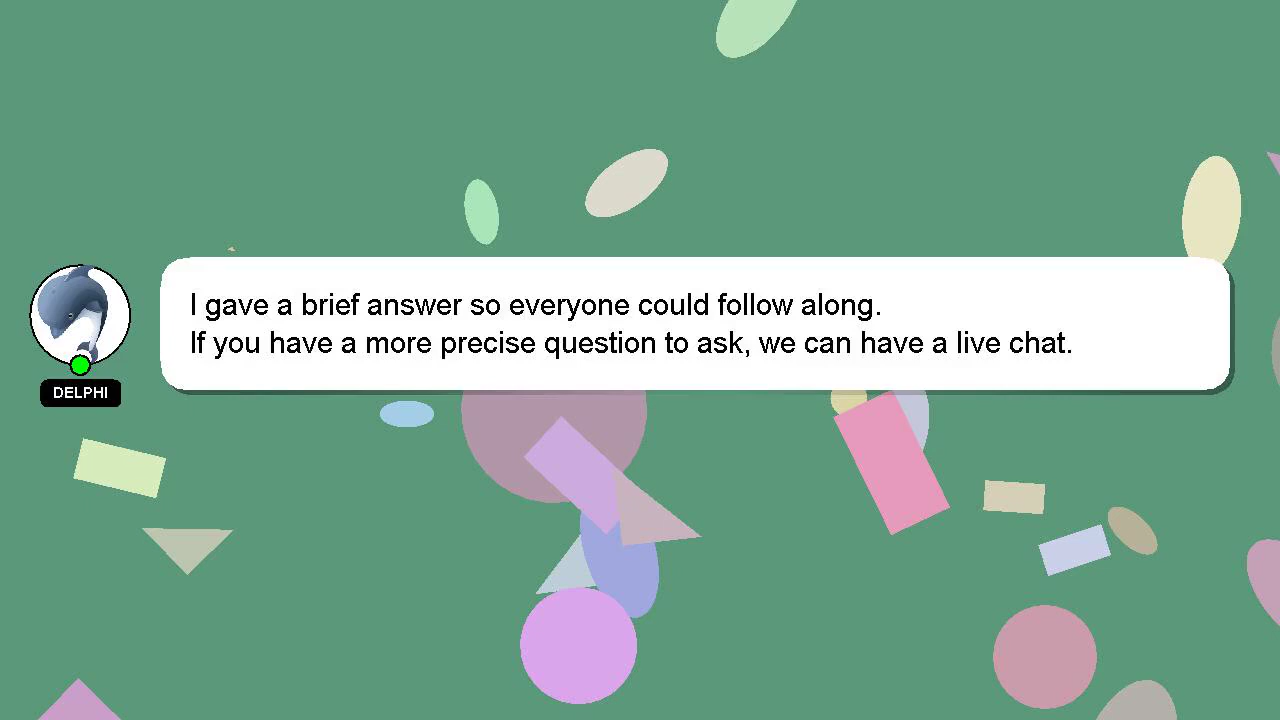 I gave a brief answer so everyone could follow along.
If you have a more precise question to ask, we can have a live chat.
DELPHI